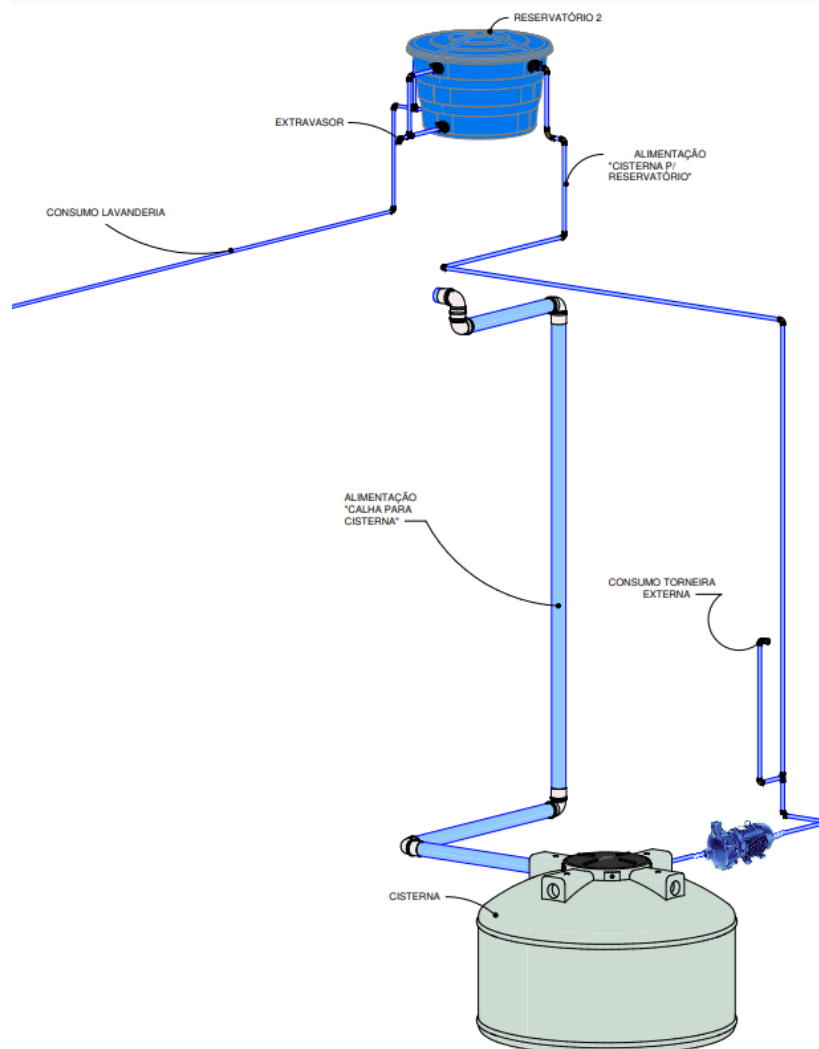 RESERVATÓRIO 2
EXTRAVASOR
ALIMENTAÇÃO
"CISTERNA P/
RESERVATÓRIO"
CONSUMO LAVANDERIA
ALIMENTAÇÃO
"CALHA PARA
CISTERNA"
CONSUMO TORNEIRA
EXTERNA
CISTERNA